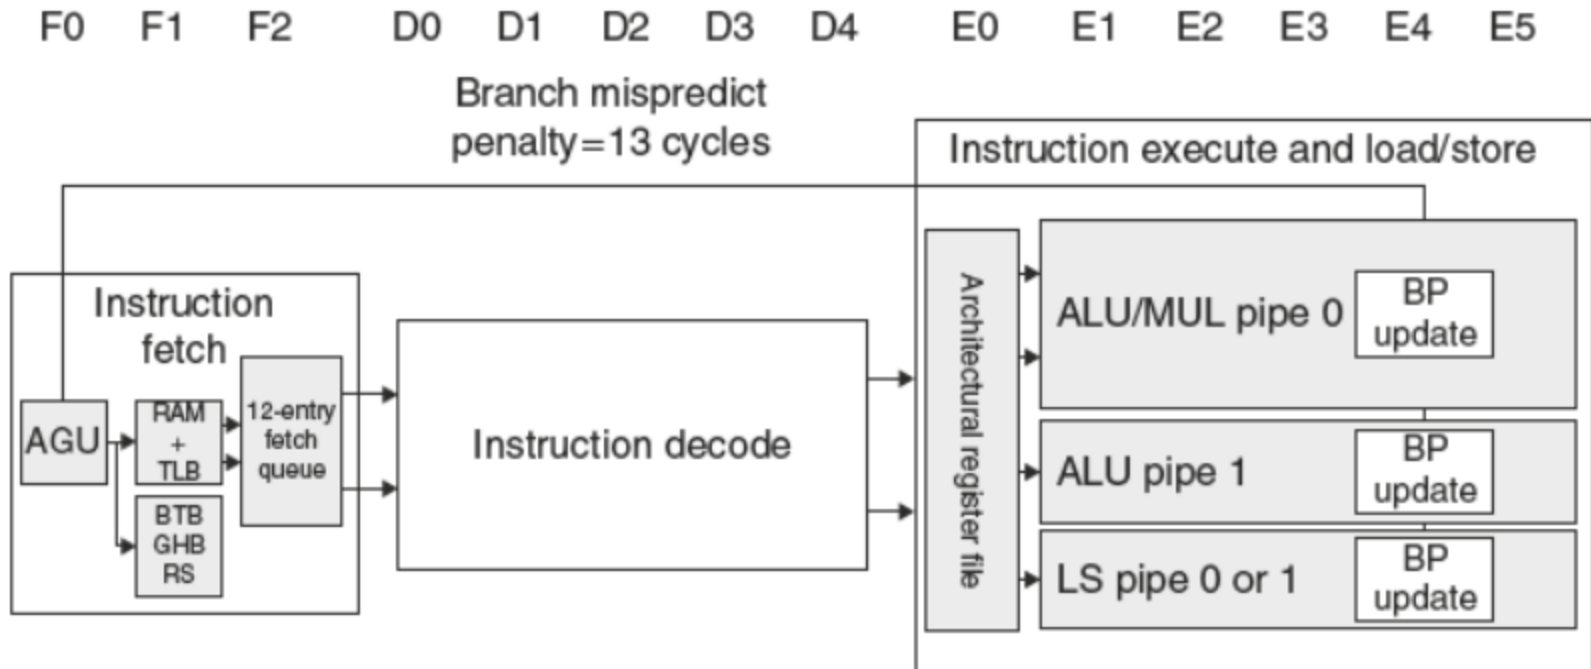 F0 F1 F2 D0 D1 D2 D3 D4 E0 E1 E2 E3 E4 E5
Branch mispredict
penalty=13 cycles
Instruction execute and load/store
Instruction
fetch
AGU
RAM
+
TLB
BTB
GHB
RS
12-entry
fetch
queue
Instruction decode
Architectural register file
ALU/MUL pipe 0
BP
update
ALU pipe 1
BP
update
LS pipe 0 or 1
BP
update